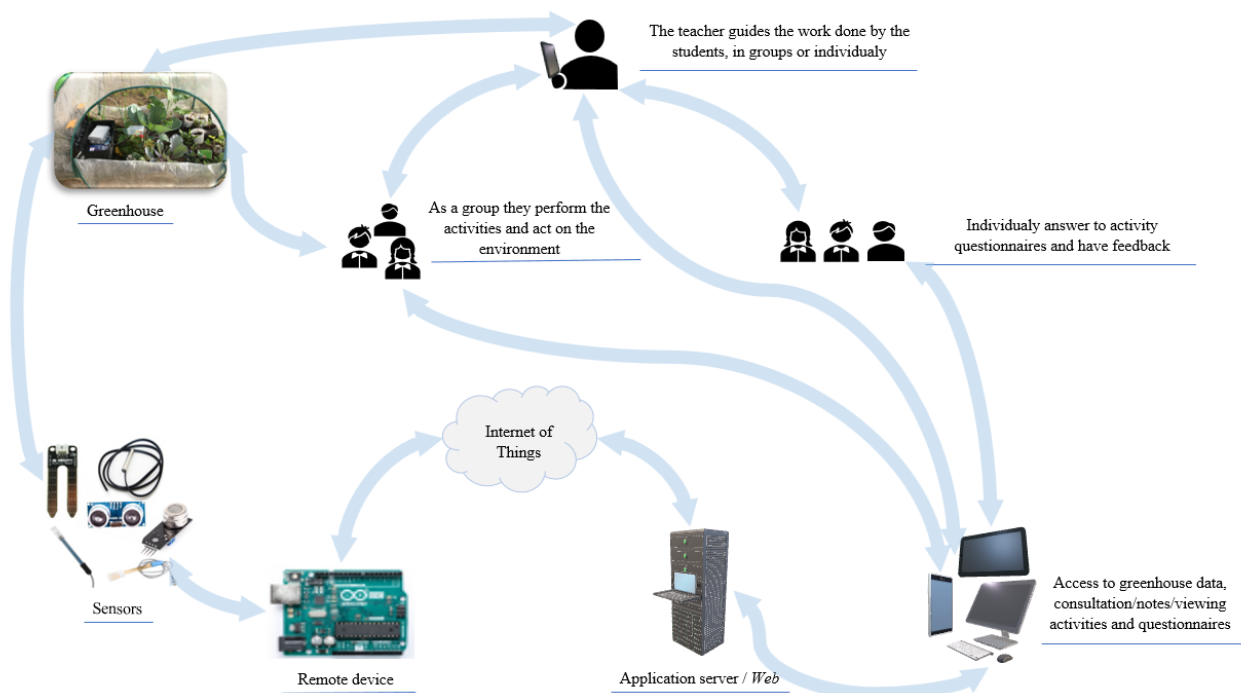 The teacher guides the work done by the
students, in groups or individualy
Greenhouse
As a group they perform the
activities and act on the
environment
Individualy answer to activity
questionnaires and have feedback
Internet of
Things
Sensors
Remote device
Application server / Web
Access to greenhouse data,
consultation/notes/viewing
activities and questionnaires